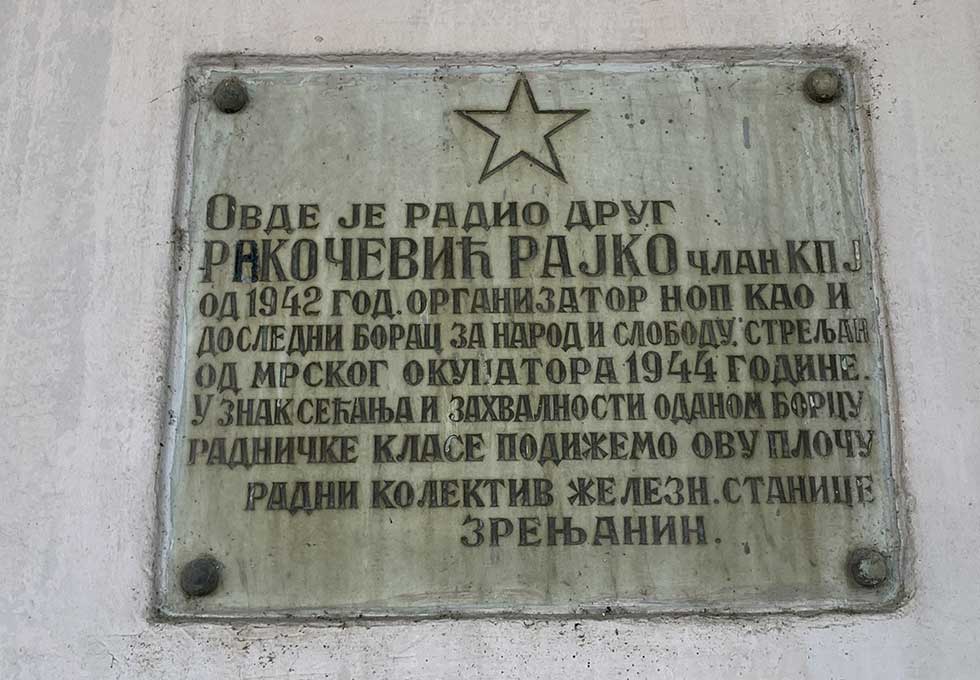 ОВДЕ ЈЕ РАДИО ДРУГ
РАКОЧЕВИЋ РАЈКО ЧЛАН КПЈ
ОД 1942 ГОД. ОРГАНИЗАТОР НОП КАО И
ДОСЛЕДНИ БОРАЦ ЗА НАРОД И СЛОБОДУ. СТРЕЉАН
ОД МРСКОГ ОКУПАТОРА 1944 ГОДИНЕ.
У ЗНАК СЕЋАЊА И ЗАХВАЛНОСТИ ОДАНОМ БОРЦУ
РАДНИЧКЕ КЛАСЕ ПОДИЖЕМО ОВУ ПЛОЧУ
РАДНИ КОЛЕКТИВ ЖЕЛЕЗН. СТАНИЦЕ
ЗРЕЊАНИН.